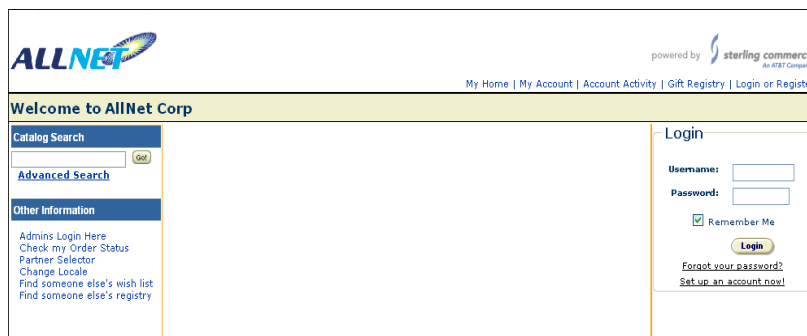 ALLNET
powered by sterling commerc
An AT&T Compan
My Home | My Account | Account Activity | Gift Registry | Login or Registe
Welcome to AllNet Corp
Catalog Search
Go!
Advanced Search
Other Information
Admins Login Here
Check my Order Status
Partner Selector
Change Locale
Find someone else's wish list
Find someone else's registry
Login
Username:
Password:
Remember Me
Login
Forgot your password?
Set up an account now!